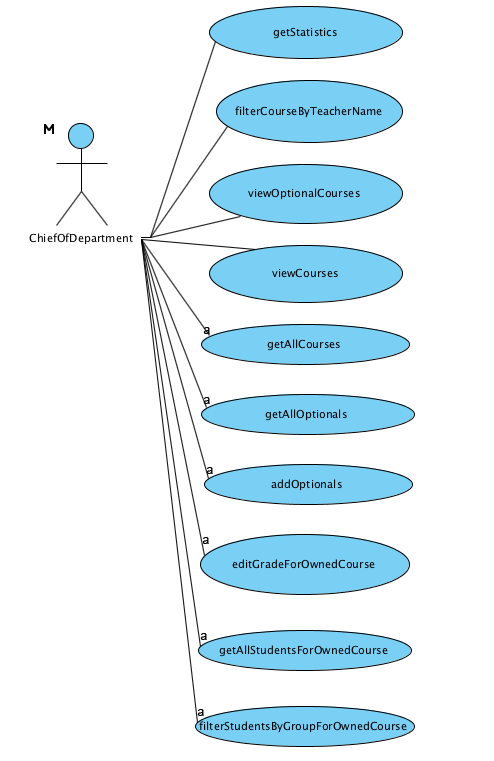 getStatistics
filterCourseByTeacherName
M
viewOptionalCourses
ChiefOfDepartment
viewCourses
a
getAllCourses
a
getAllOptionals
a
addOptionals
a
editGradeForOwnedCourse
a
getAllStudentsForOwnedCourse
a
filterStudentsByGroupForOwnedCourse